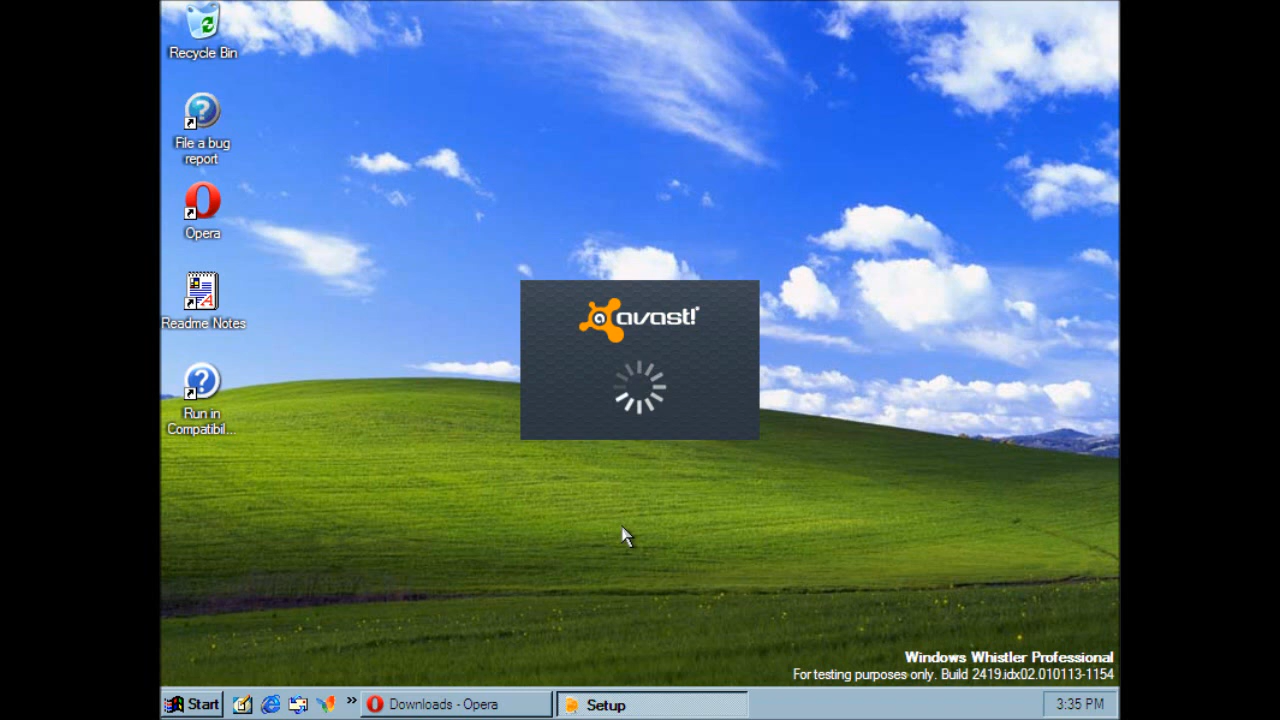 Recycle Bin
File a bug
report
Opera
Readme Notes
Run in
Compatibil...
avast!
Windows Whistler Professional
For testing purposes only. Build 2419.idx02.010113-1154
Start
»
Downloads - Opera
Setup
3:35 PM